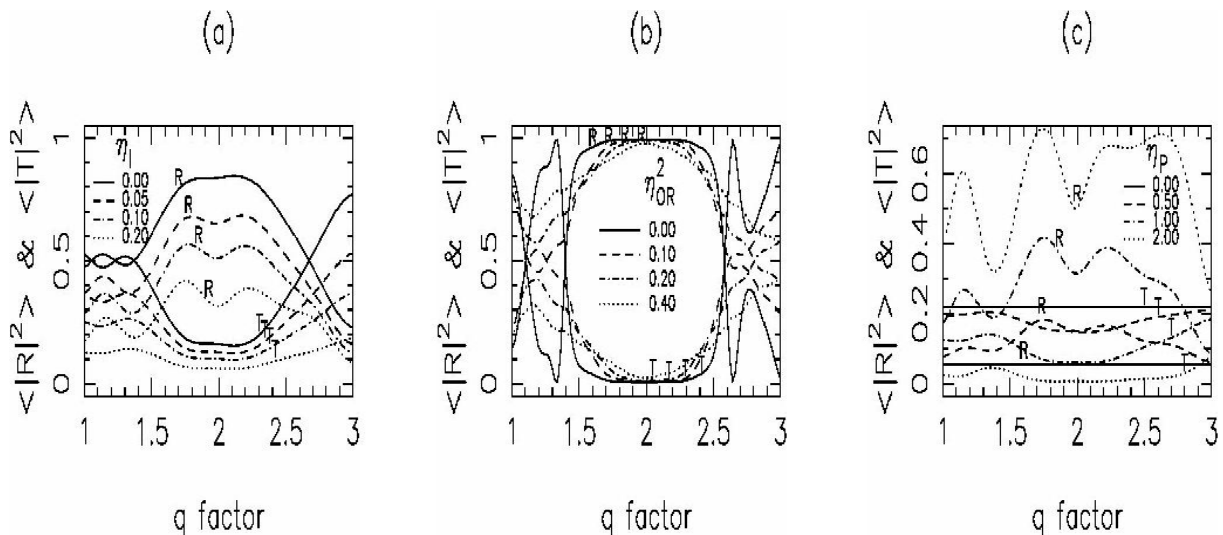 (a)
<|R|²> & <|T|²>
1
0.5
0
η_I
0.00
0.05
0.10
0.20
R
R
R
R
T
T
T
T
1 1.5 2 2.5 3
q factor
(b)
<|R|²> & <|T|²>
1
0.5
0
R R R R
η²_OR
0.00
0.10
0.20
0.40
T T T T
1 1.5 2 2.5 3
q factor
(c)
<|R|²> & <|T|²>
0.6
0.4
0.2
0
η_P
0.00
0.50
1.00
2.00
R
R
R
R
T
T
T
T
1 1.5 2 2.5 3
q factor